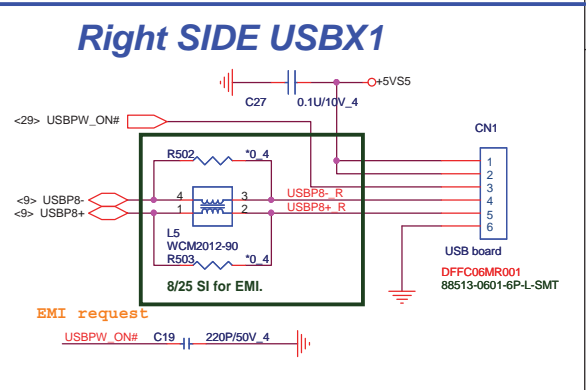 Right SIDE USBX1
+5VS5
C27 0.1U/10V_4
<29> USBPW_ON#
CN1
R502 *0_4
1
2
3
4
5
6
<9> USBP8-
<9> USBP8+
4 3
1 2
USBP8-_R
USBP8+_R
L5
WCM2012-90
R503 *0_4
8/25 SI for EMI.
USB board
DFFC06MR001
88513-0601-6P-L-SMT
EMI request
USBPW_ON# C19 220P/50V_4